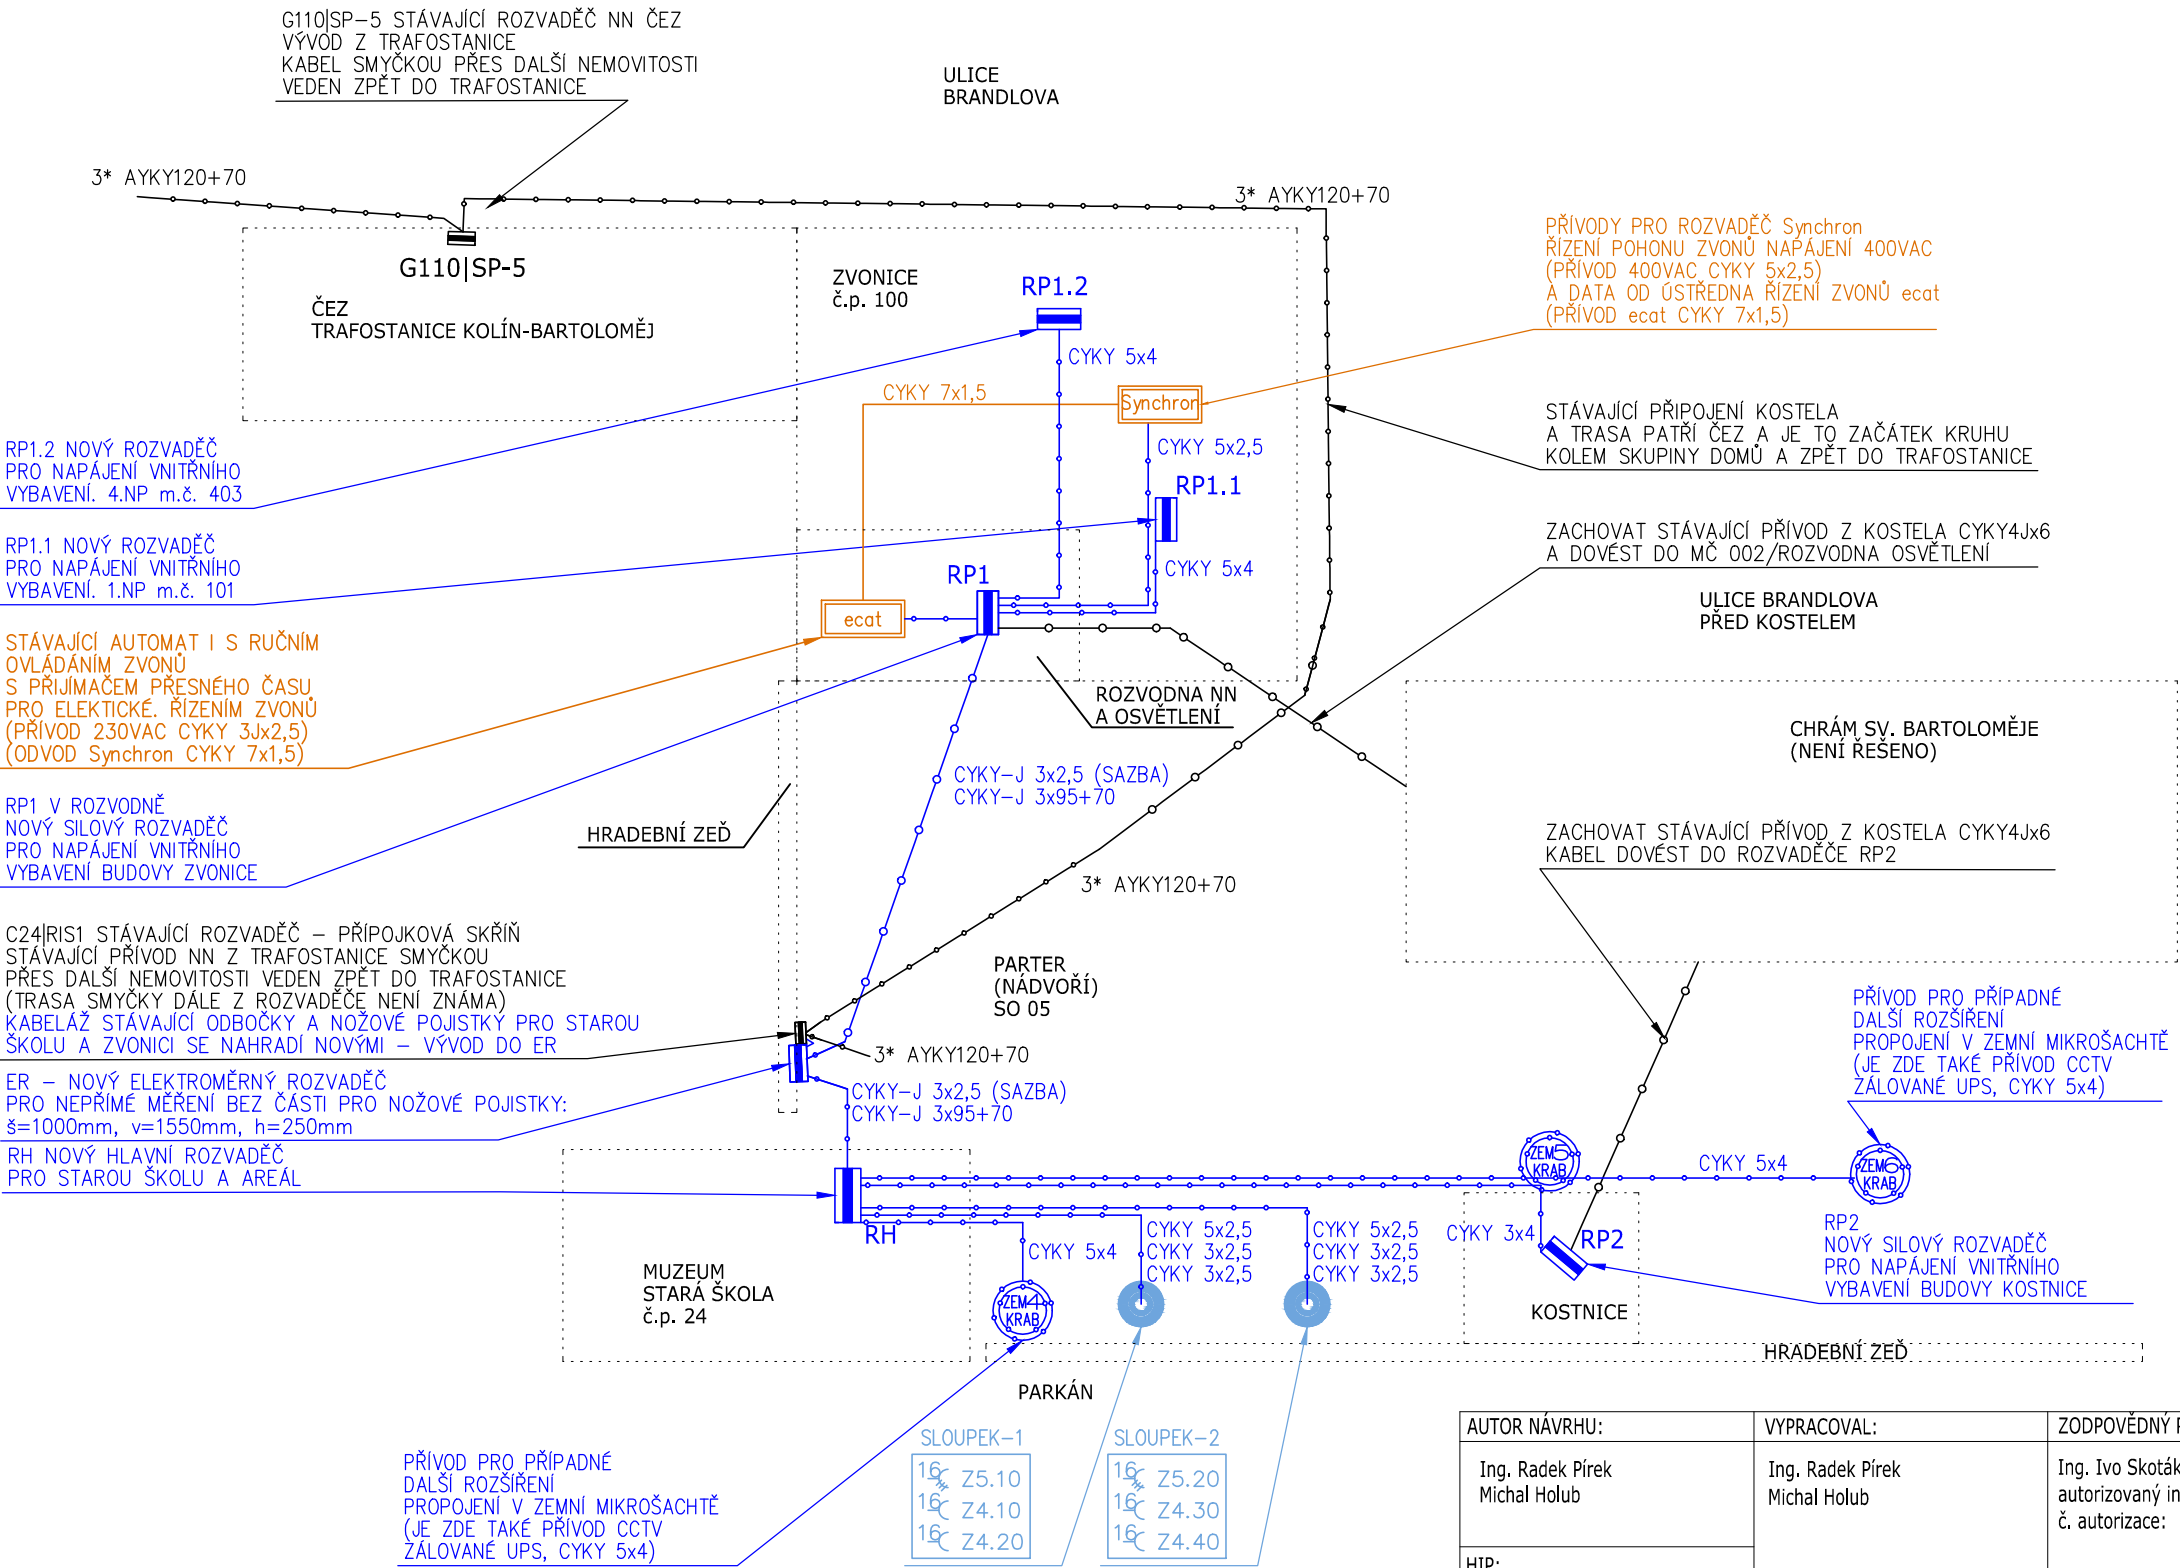 G110|SP-5 STÁVAJÍCÍ ROZVADĚČ NN ČEZ
VÝVOD Z TRAFOSTANICE
KABEL SMYČKOU PŘES DALŠÍ NEMOVITOSTI
VEDEN ZPĚT DO TRAFOSTANICE
ULICE
BRANDLOVA
3* AYKY120+70
3* AYKY120+70
G110|SP-5
ČEZ
TRAFOSTANICE KOLÍN-BARTOLOMĚJ
ZVONICE
č.p. 100
RP1.2
CYKY 5x4
CYKY 7x1,5
Synchron
CYKY 5x2,5
RP1.1
CYKY 5x4
RP1
ecat
PŘÍVODY PRO ROZVADĚČ Synchron
ŘÍZENÍ POHONU ZVONŮ NAPÁJENÍ 400VAC
(PŘÍVOD 400VAC CYKY 5x2,5)
A DATA OD ÚSTŘEDNA ŘÍZENÍ ZVONŮ ecat
(PŘÍVOD ecat CYKY 7x1,5)
STÁVAJÍCÍ PŘIPOJENÍ KOSTELA
A TRASA PATŘÍ ČEZ A JE TO ZAČÁTEK KRUHU
KOLEM SKUPINY DOMŮ A ZPĚT DO TRAFOSTANICE
ZACHOVAT STÁVAJÍCÍ PŘÍVOD Z KOSTELA CYKY4Jx6
A DOVÉST DO MČ 002/ROZVODNA OSVĚTLENÍ
ULICE BRANDLOVA
PŘED KOSTELEM
RP1.2 NOVÝ ROZVADĚČ
PRO NAPÁJENÍ VNITŘNÍHO
VYBAVENÍ. 4.NP m.č. 403
RP1.1 NOVÝ ROZVADĚČ
PRO NAPÁJENÍ VNITŘNÍHO
VYBAVENÍ. 1.NP m.č. 101
STÁVAJÍCÍ AUTOMAT I S RUČNÍM
OVLÁDÁNÍM ZVONŮ
S PŘIJÍMAČEM PŘESNÉHO ČASU
PRO ELEKTICKÉ. ŘÍZENÍM ZVONŮ
(PŘÍVOD 230VAC CYKY 3Jx2,5)
(ODVOD Synchron CYKY 7x1,5)
RP1 V ROZVODNĚ
NOVÝ SILOVÝ ROZVADĚČ
PRO NAPÁJENÍ VNITŘNÍHO
VYBAVENÍ BUDOVY ZVONICE
ROZVODNA NN
A OSVĚTLENÍ
CYKY-J 3x2,5 (SAZBA)
CYKY-J 3x95+70
HRADEBNÍ ZEĎ
CHRÁM SV. BARTOLOMĚJE
(NENÍ ŘEŠENO)
ZACHOVAT STÁVAJÍCÍ PŘÍVOD Z KOSTELA CYKY4Jx6
KABEL DOVÉST DO ROZVADĚČE RP2
3* AYKY120+70
C24|RIS1 STÁVAJÍCÍ ROZVADĚČ – PŘÍPOJKOVÁ SKŘÍŇ
STÁVAJÍCÍ PŘÍVOD NN Z TRAFOSTANICE SMYČKOU
PŘES DALŠÍ NEMOVITOSTI VEDEN ZPĚT DO TRAFOSTANICE
(TRASA SMYČKY DÁLE Z ROZVADĚČE NENÍ ZNÁMA)
KABELÁŽ STÁVAJÍCÍ ODBOČKY A NOŽOVÉ POJISTKY PRO STAROU
ŠKOLU A ZVONICI SE NAHRADÍ NOVÝMI – VÝVOD DO ER
PARTER
(NÁDVOŘÍ)
SO 05
3* AYKY120+70
ER – NOVÝ ELEKTROMĚRNÝ ROZVADĚČ
PRO NEPŘÍMÉ MĚŘENÍ BEZ ČÁSTI PRO NOŽOVÉ POJISTKY:
š=1000mm, v=1550mm, h=250mm
CYKY-J 3x2,5 (SAZBA)
CYKY-J 3x95+70
RH NOVÝ HLAVNÍ ROZVADĚČ
PRO STAROU ŠKOLU A AREÁL
PŘÍVOD PRO PŘÍPADNÉ
DALŠÍ ROZŠÍŘENÍ
PROPOJENÍ V ZEMNÍ MIKROŠACHTĚ
(JE ZDE TAKÉ PŘÍVOD CCTV
ZÁLOVANÉ UPS, CYKY 5x4)
ZEM5
KRAB
CYKY 5x4
ZEM6
KRAB
RH
CYKY 5x4
CYKY 5x2,5
CYKY 3x2,5
CYKY 3x2,5
CYKY 5x2,5
CYKY 3x2,5
CYKY 3x2,5
CYKY 3x4
RP2
RP2
NOVÝ SILOVÝ ROZVADĚČ
PRO NAPÁJENÍ VNITŘNÍHO
VYBAVENÍ BUDOVY KOSTNICE
MUZEUM
STARÁ ŠKOLA
č.p. 24
ZEM4
KRAB
KOSTNICE
HRADEBNÍ ZEĎ
PARKÁN
PŘÍVOD PRO PŘÍPADNÉ
DALŠÍ ROZŠÍŘENÍ
PROPOJENÍ V ZEMNÍ MIKROŠACHTĚ
(JE ZDE TAKÉ PŘÍVOD CCTV
ZÁLOVANÉ UPS, CYKY 5x4)
SLOUPEK-1
16 Z5.10
16 Z4.10
16 Z4.20
SLOUPEK-2
16 Z5.20
16 Z4.30
16 Z4.40
AUTOR NÁVRHU:
Ing. Radek Pírek
Michal Holub
HIP:
VYPRACOVAL:
Ing. Radek Pírek
Michal Holub
ZODPOVĚDNÝ
Ing. Ivo Skoták
autorizovaný in
č. autorizace: